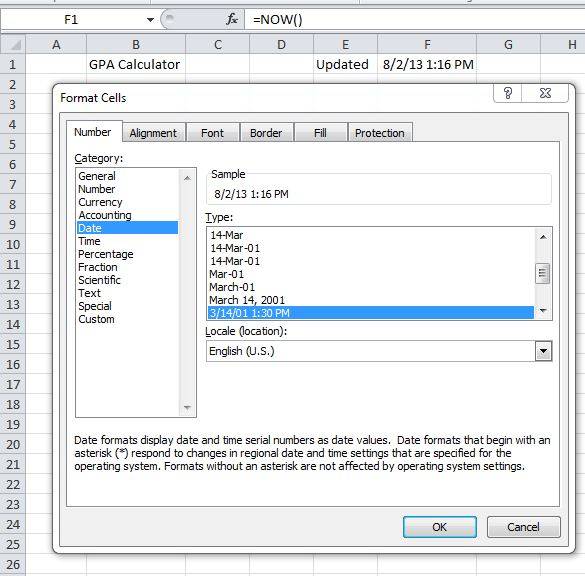 F1 fx =NOW()
A B C D E F G H
1 GPA Calculator Updated 8/2/13 1:16 PM
2
3
4
5
6
7
8
9
10
11
12
13
14
15
16
17
18
19
20
21
22
23
24
25
26
Format Cells
Number Alignment Font Border Fill Protection
Category:
General
Number
Currency
Accounting
Date
Time
Percentage
Fraction
Scientific
Text
Special
Custom
Sample
8/2/13 1:16 PM
Type:
14-Mar
14-Mar-01
14-Mar-01
Mar-01
March-01
March 14, 2001
3/14/01 1:30 PM
Locale (location):
English (U.S.)
Date formats display date and time serial numbers as date values.  Date formats that begin with an
asterisk (*) respond to changes in regional date and time settings that are specified for the
operating system. Formats without an asterisk are not affected by operating system settings.
OK Cancel